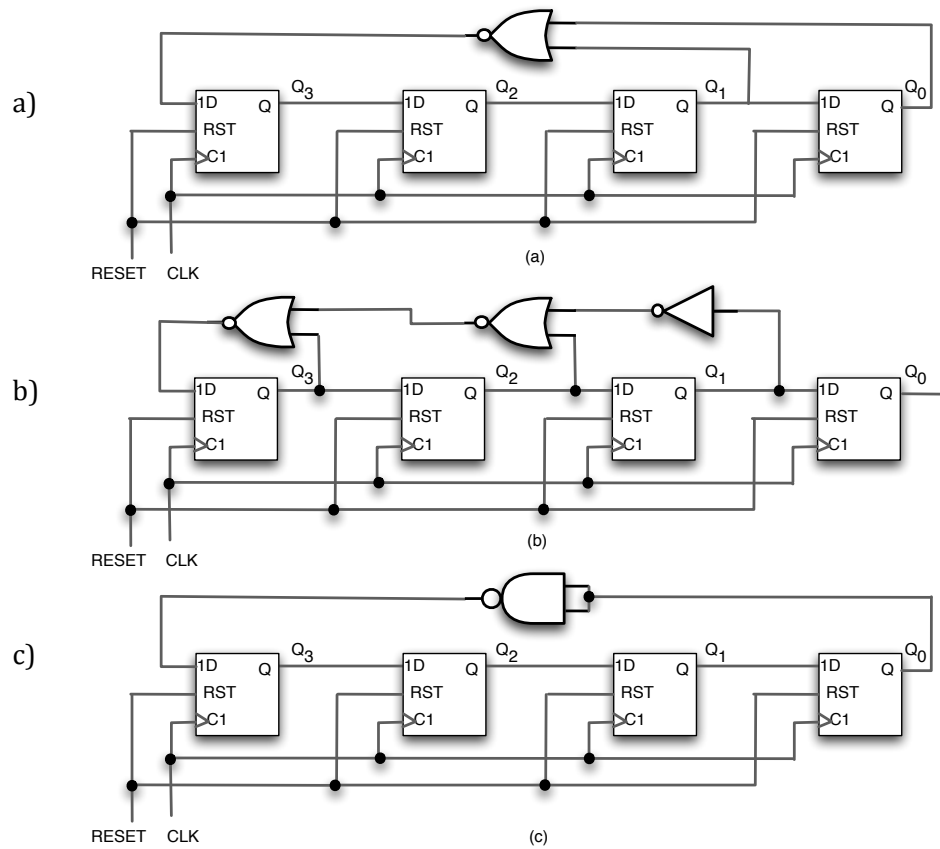 a)
Q3 Q2 Q1 Q0
1D Q 1D Q 1D Q 1D Q
RST RST RST RST
C1 C1 C1 C1
RESET CLK
(a)
b)
Q3 Q2 Q1 Q0
1D Q 1D Q 1D Q 1D Q
RST RST RST RST
C1 C1 C1 C1
RESET CLK
(b)
c)
Q3 Q2 Q1 Q0
1D Q 1D Q 1D Q 1D Q
RST RST RST RST
C1 C1 C1 C1
RESET CLK
(c)